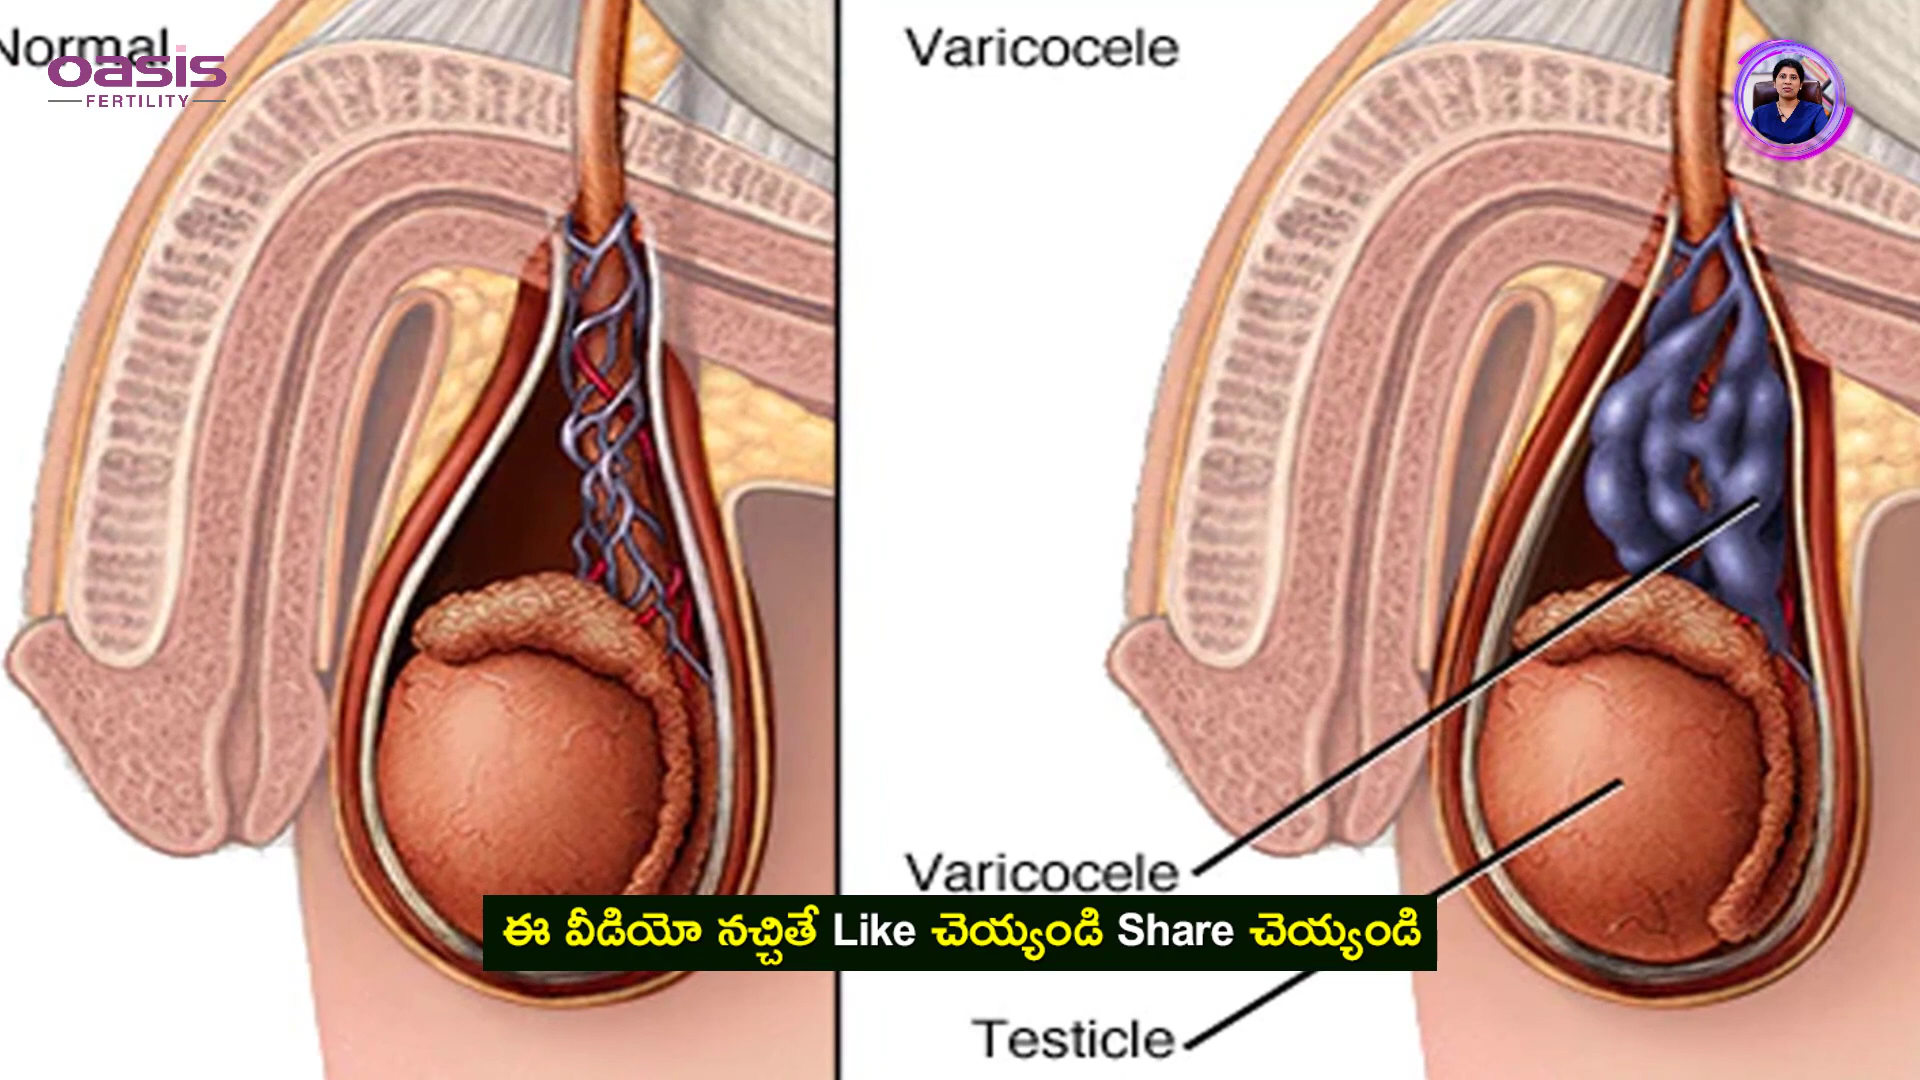 Normal
oasis
FERTILITY
Varicocele
Varicocele
ఈ వీడియో నచ్చితే Like చెయ్యండి Share చెయ్యండి
Testicle